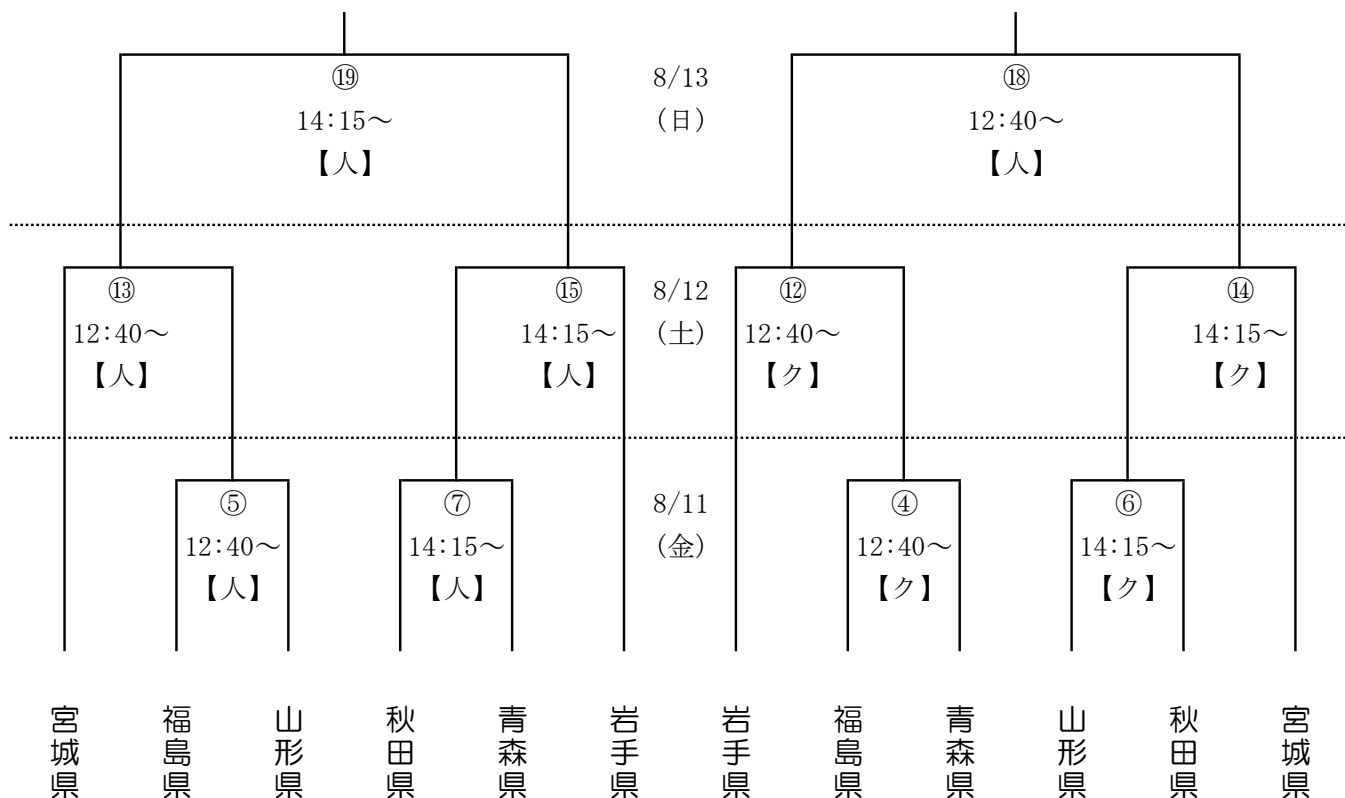 ⑲
14:15～
【人】
8/13
(日)
⑱
12:40～
【人】
⑬
12:40～
【人】
⑮
14:15～
【人】
8/12
(土)
⑫
12:40～
【ク】
⑭
14:15～
【ク】
⑤
12:40～
【人】
⑦
14:15～
【人】
8/11
(金)
④
12:40～
【ク】
⑥
14:15～
【ク】
宮城県
福島県
山形県
秋田県
青森県
岩手県
岩手県
福島県
青森県
山形県
秋田県
宮城県